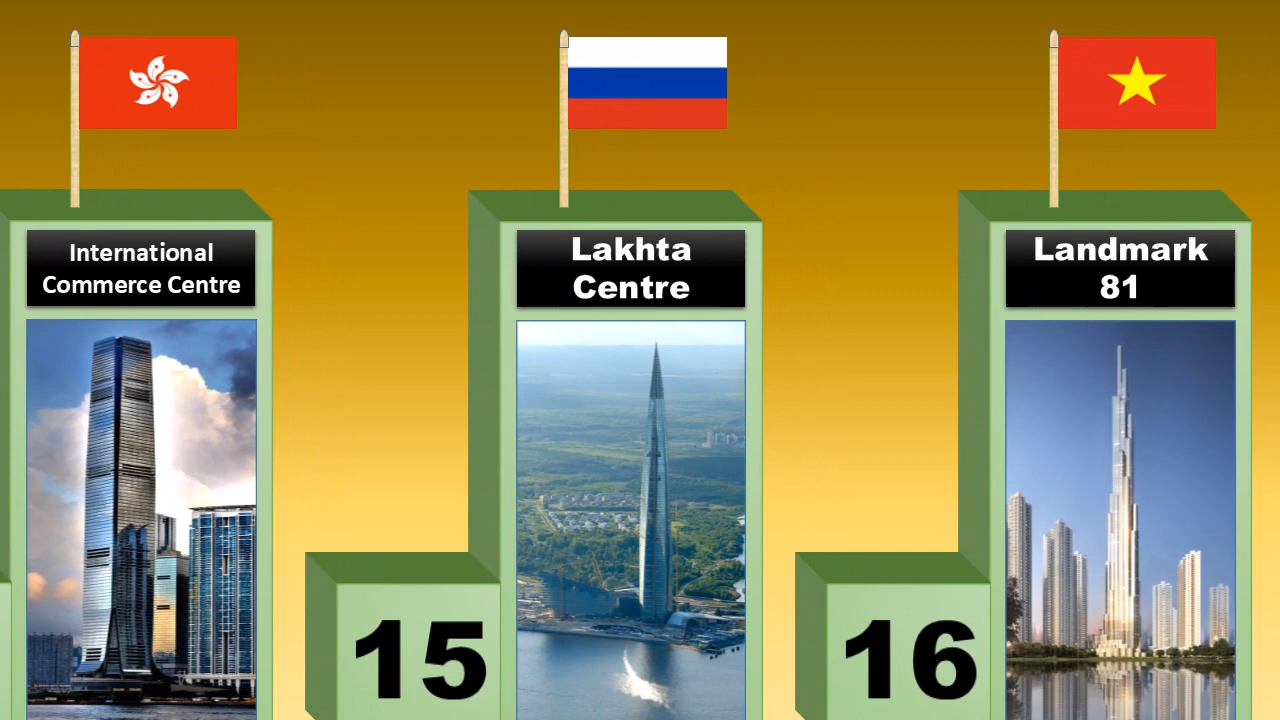 International
Commerce Centre
Lakhta
Centre
Landmark
81
15
16